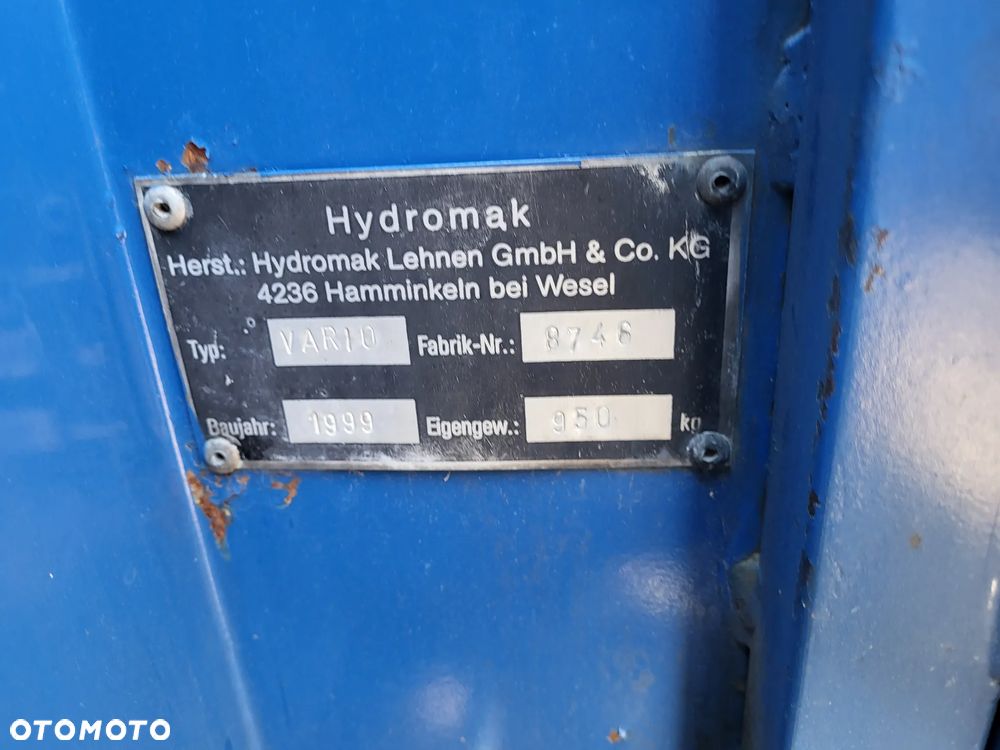 Hydromak
Herst.: Hydromak Lehnen GmbH & Co. KG
4236 Hamminkeln bei Wesel
Typ: VARIO Fabrik-Nr.: 8746
Baujahr: 1999 Eigengew.: 950 kg
OTOMOTO